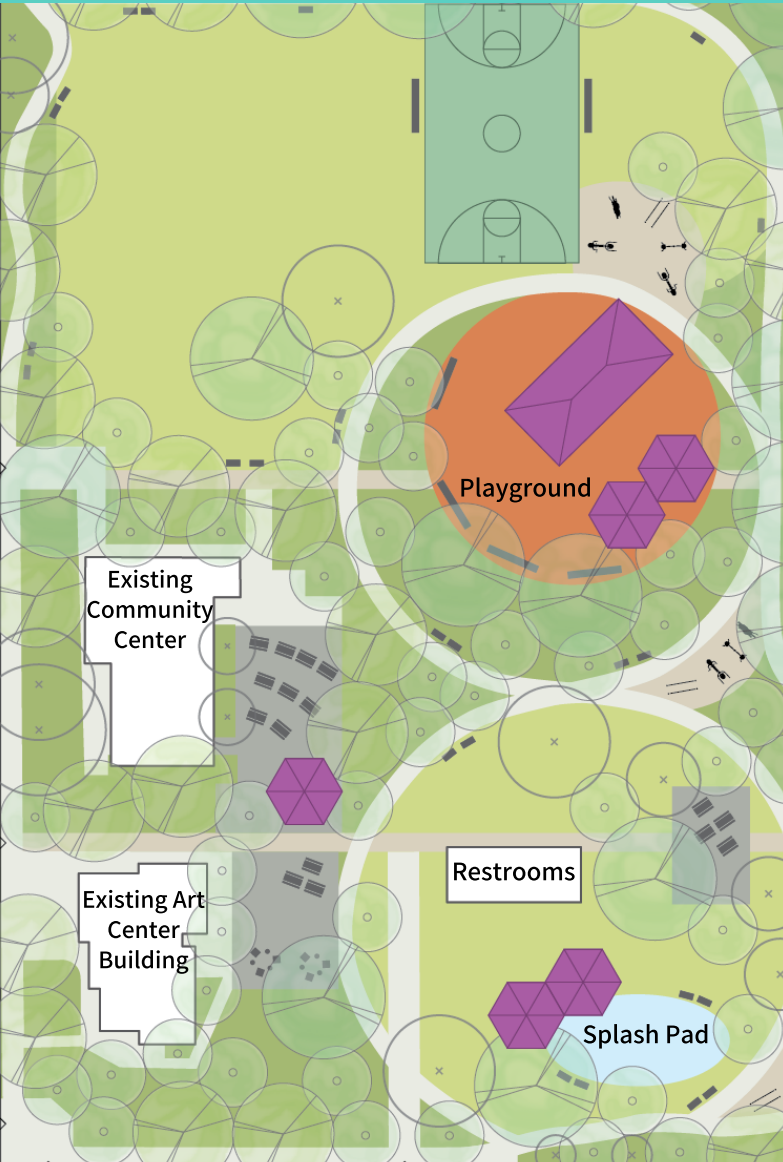 Playground
Existing
Community
Center
Restrooms
Existing Art
Center
Building
Splash Pad